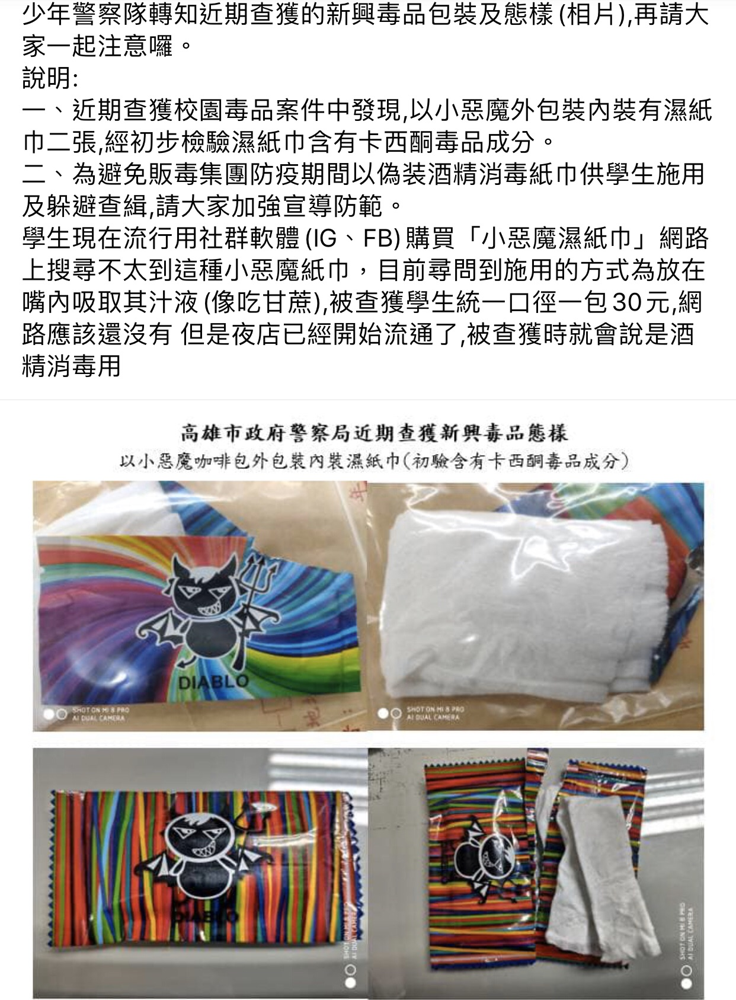 少年警察隊轉知近期查獲的新興毒品包裝及態樣(相片),再請大
家一起注意囉。
說明:
一、近期查獲校園毒品案件中發現,以小惡魔外包裝內裝有濕紙
巾二張,經初步檢驗濕紙巾含有卡西酮毒品成分。
二、為避免販毒集團防疫期間以偽装酒精消毒紙巾供學生施用
及躲避查緝,請大家加強宣導防範。
學生現在流行用社群軟體(IG、FB)購買「小惡魔濕紙巾」網路
上搜尋不太到這種小惡魔紙巾，目前尋問到施用的方式為放在
嘴內吸取其汁液(像吃甘蔗),被查獲學生統一口徑一包30元,網
路應該還沒有 但是夜店已經開始流通了,被查獲時就會說是酒
精消毒用
高雄市政府警察局近期查獲新興毒品態樣
以小惡魔咖啡包外包裝內裝濕紙巾(初驗含有卡西酮毒品成分)
年
DIABLO
SHOT ON MI 8 PRO
AI DUAL CAMERA
SHOT ON MI 8 PRO
AI DUAL CAMERA
DIABLO
SHOT ON MI 8 PRO
AI DUAL CAMERA
SHOT ON MI 8 PRO
AI DUAL CAMERA